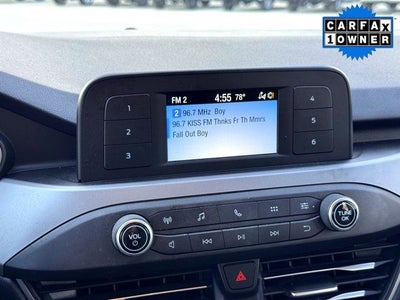 CARFAX
1 OWNER
FM 2 4:55 78°
1
2
3
4
5
6
2 96.7 MHz Boy
96.7 KISS FM Thnks Fr Th Mmrs
Fall Out Boy
VOL
TUNE
OK